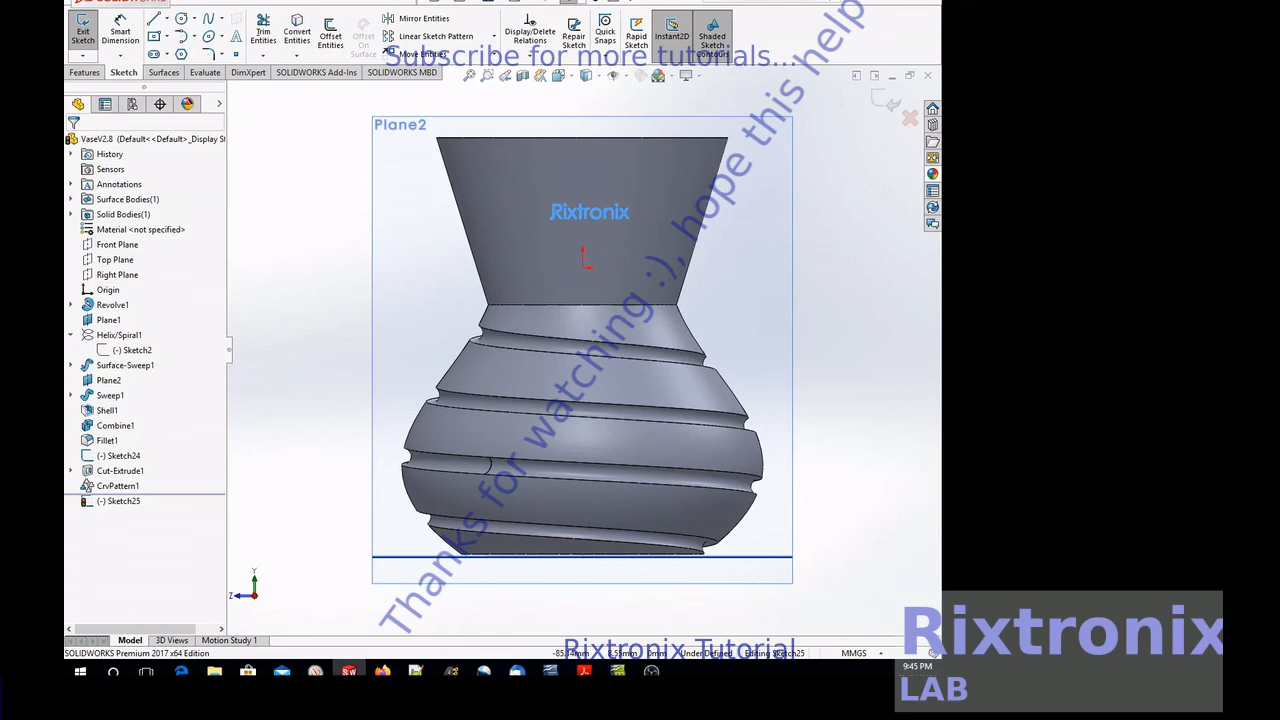 SOLIDWORKS
Exit Sketch
Smart Dimension
Trim Entities
Convert Entities
Offset Entities
Offset On Surface
Mirror Entities
Linear Sketch Pattern
Move Entities
Display/Delete Relations
Repair Sketch
Quick Snaps
Rapid Sketch
Instant2D
Shaded Sketch Contours
Subscribe for more tutorials...
Features
Sketch
Surfaces
Evaluate
DimXpert
SOLIDWORKS Add-Ins
SOLIDWORKS MBD
VaseV2.8 (Default<<Default>_Display St
History
Sensors
Annotations
Surface Bodies(1)
Solid Bodies(1)
Material <not specified>
Front Plane
Top Plane
Right Plane
Origin
Revolve1
Plane1
Helix/Spiral1
(-) Sketch2
Surface-Sweep1
Plane2
Sweep1
Shell1
Combine1
Fillet1
(-) Sketch24
Cut-Extrude1
CrvPattern1
(-) Sketch25
Plane2
Rixtronix
Thanks for watching :), hope this help
Y
Z
Model
3D Views
Motion Study 1
SOLIDWORKS Premium 2017 x64 Edition
Under Defined
Editing Sketch25
MMGS
Rixtronix Tutorial
9:45 PM
Rixtronix
LAB